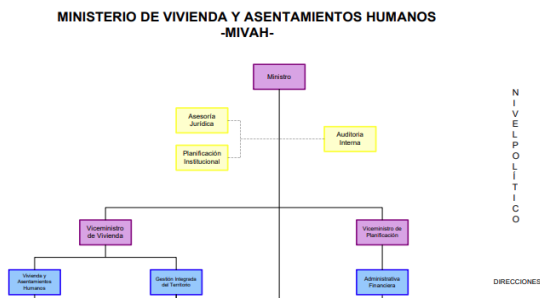 MINISTERIO DE VIVIENDA Y ASENTAMIENTOS HUMANOS
-MIVAH-
Ministro
Asesoría
Jurídica
Auditoria
Interna
Planificación
Institucional
N
I
V
E
L
P
O
L
Í
T
I
C
O
Viceministro
de Vivienda
Viceministro de
Planificación
Vivienda y
Asentamientos
Humanos
Gestión Integrada
del Territorio
Administrativa
Financiera
DIRECCIONES